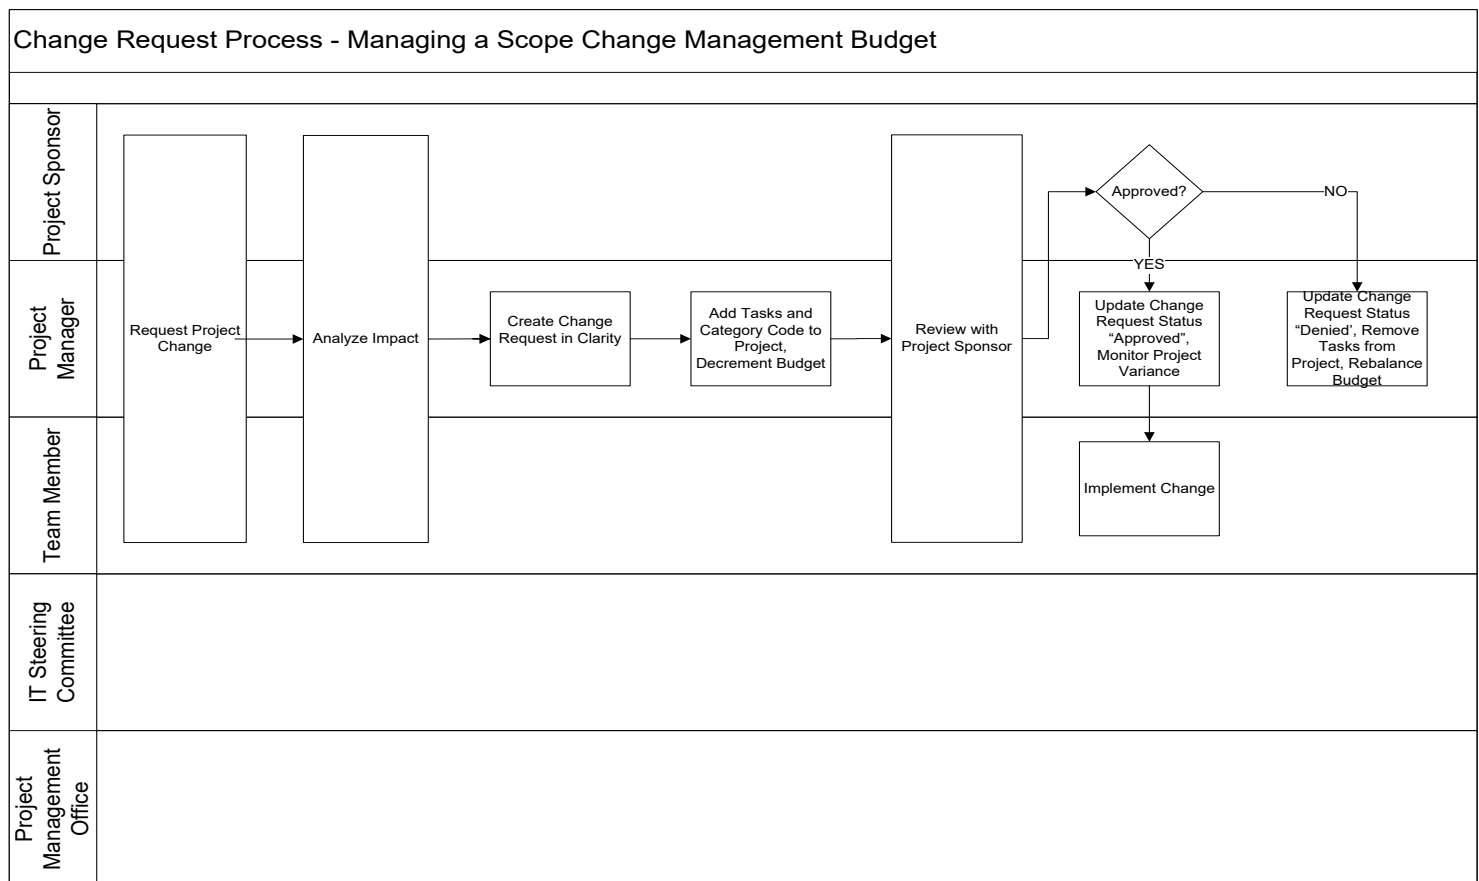 Change Request Process - Managing a Scope Change Management Budget
Project Sponsor
Approved?
NO
YES
Project
Manager
Request Project
Change
Analyze Impact
Create Change
Request in Clarity
Add Tasks and
Category Code to
Project,
Decrement Budget
Review with
Project Sponsor
Update Change
Request Status
“Approved”,
Monitor Project
Variance
Update Change
Request Status
“Denied’, Remove
Tasks from
Project, Rebalance
Budget
Team Member
Implement Change
IT Steering
Committee
Project
Management
Office